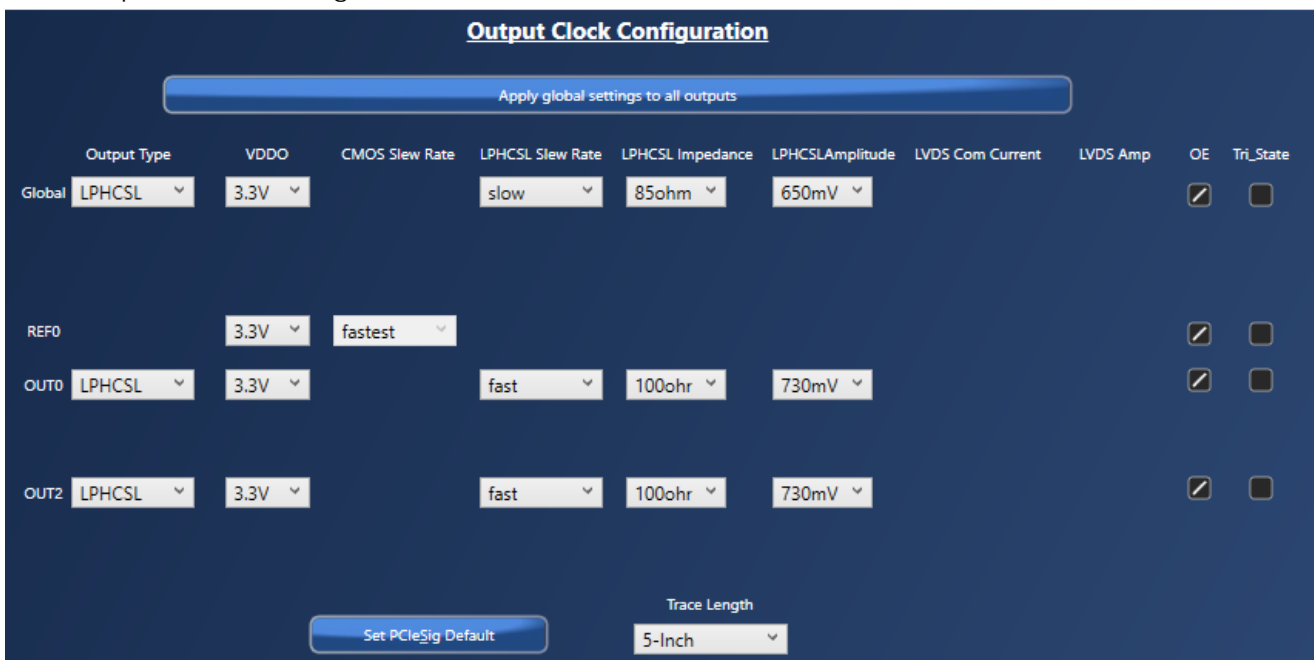 Output Clock Configuration
Apply global settings to all outputs
Output Type VDDO CMOS Slew Rate LPHCSL Slew Rate LPHCSL Impedance LPHCSLAmplitude LVDS Com Current LVDS Amp OE Tri_State
Global LPHCSL 3.3V slow 85ohm 650mV
REF0 3.3V fastest
OUT0 LPHCSL 3.3V fast 100ohr 730mV
OUT2 LPHCSL 3.3V fast 100ohr 730mV
Trace Length
Set PCIeSig Default 5-Inch